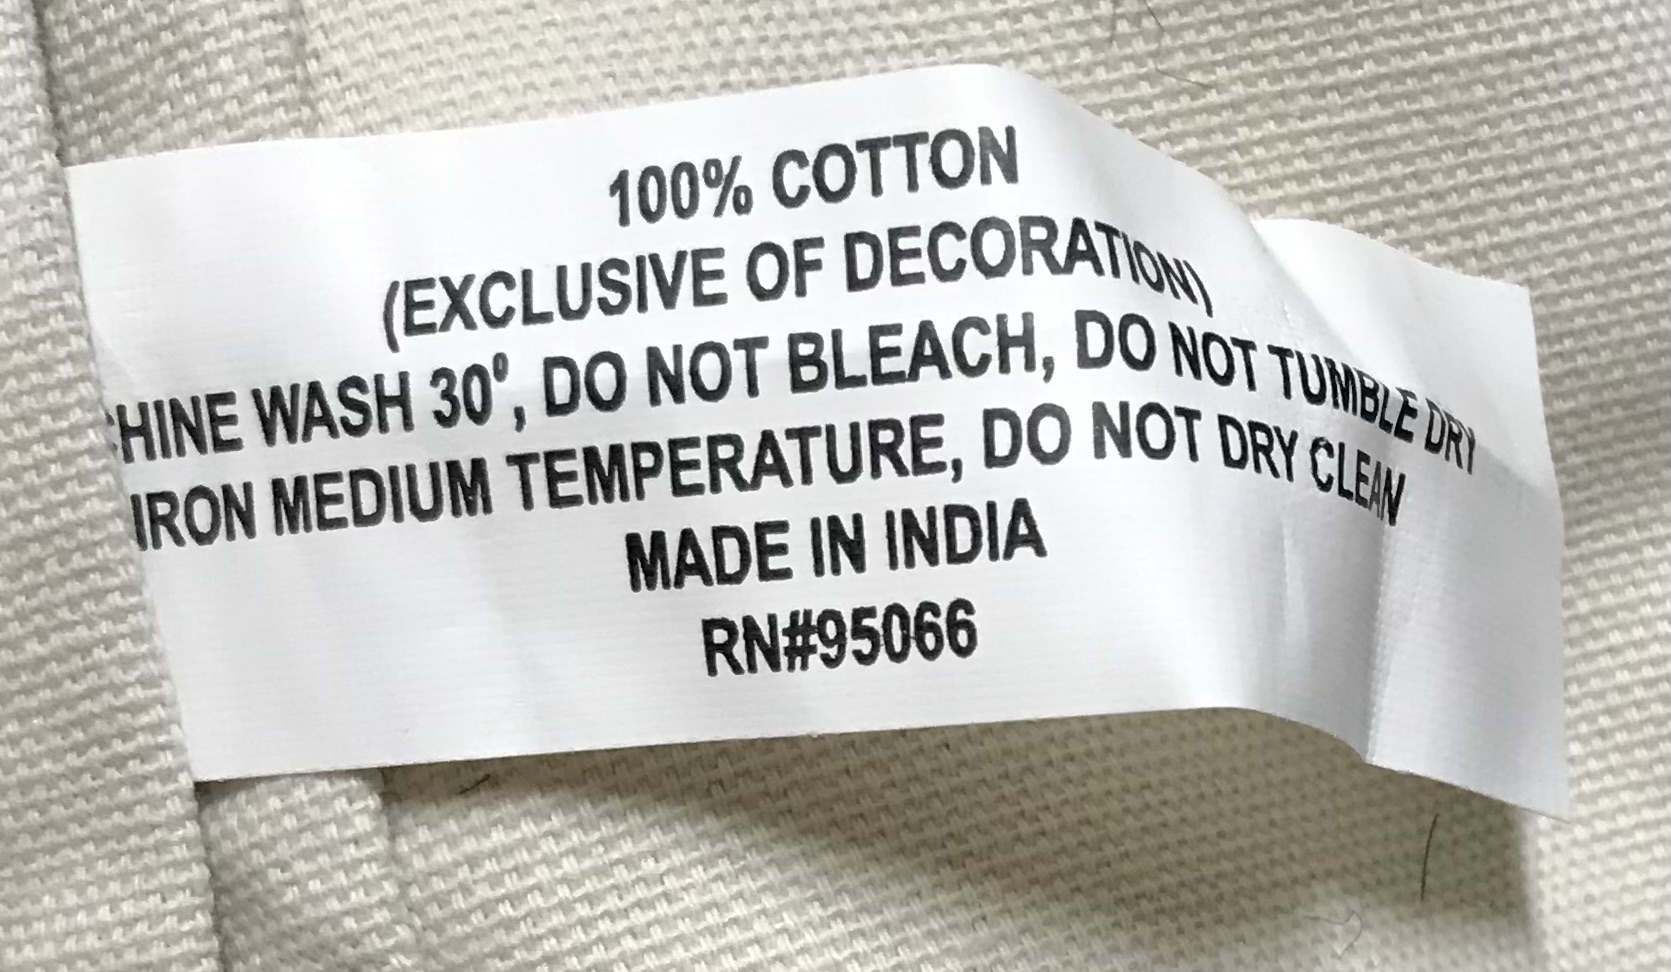 100% COTTON
(EXCLUSIVE OF DECORATION)
CHINE WASH 30°, DO NOT BLEACH, DO NOT TUMBLE DRY
IRON MEDIUM TEMPERATURE, DO NOT DRY CLEAN
MADE IN INDIA
RN#95066